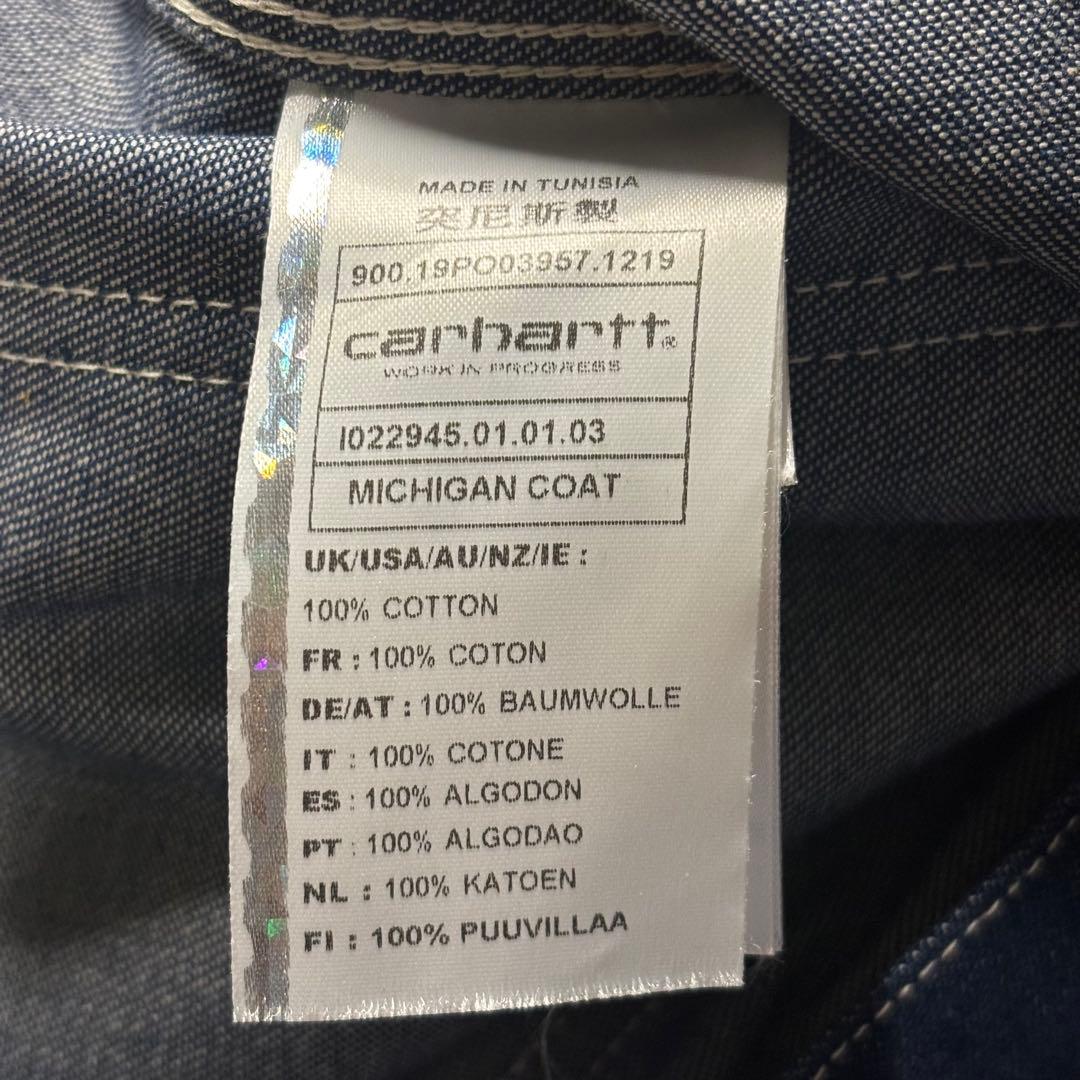 MADE IN TUNISIA
突尼斯製
900.19PO03957.1219
carhartt®
WORK IN PROGRESS
I022945.01.01.03
MICHIGAN COAT
UK/USA/AU/NZ/IE :
100% COTTON
FR : 100% COTON
DE/AT : 100% BAUMWOLLE
IT : 100% COTONE
ES : 100% ALGODON
PT : 100% ALGODAO
NL : 100% KATOEN
FI : 100% PUUVILLAA